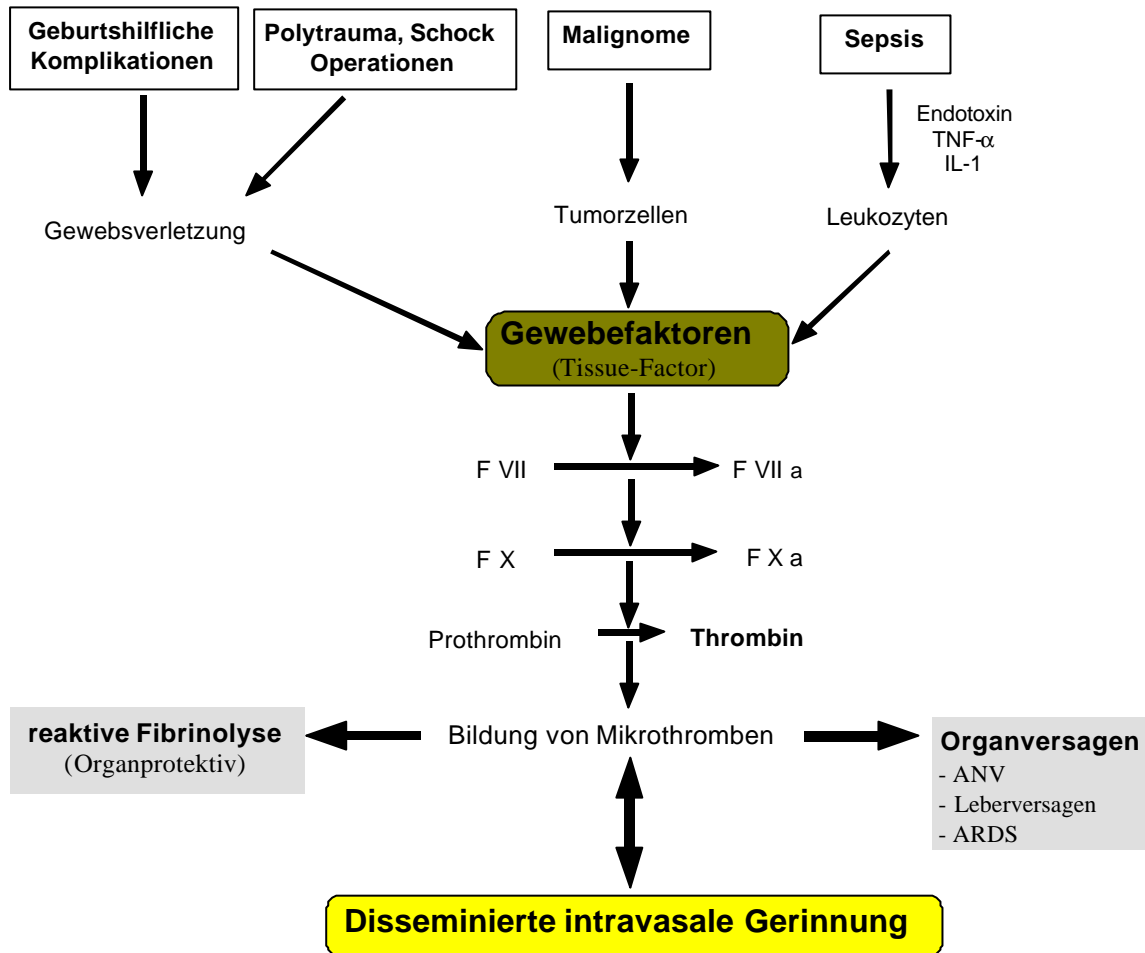 Geburtshilfliche
Komplikationen
Polytrauma, Schock
Operationen
Malignome
Sepsis
Endotoxin
TNF-α
IL-1
Gewebsverletzung
Tumorzellen
Leukozyten
Gewebefaktoren
(Tissue-Factor)
F VII
F VII a
F X
F X a
Prothrombin
Thrombin
reaktive Fibrinolyse
(Organprotektiv)
Bildung von Mikrothromben
Organversagen
- ANV
- Leberversagen
- ARDS
Disseminierte intravasale Gerinnung